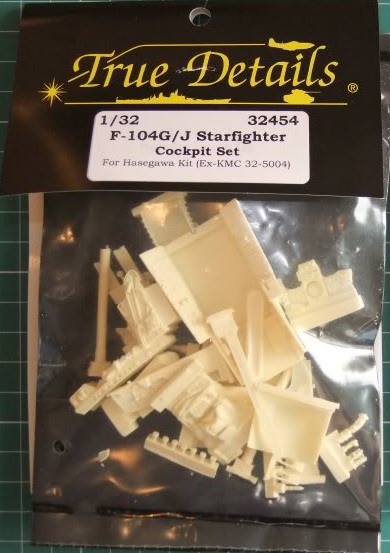 True Details®
1/32 32454
F-104G/J Starfighter
Cockpit Set
For Hasegawa Kit (Ex-KMC 32-5004)